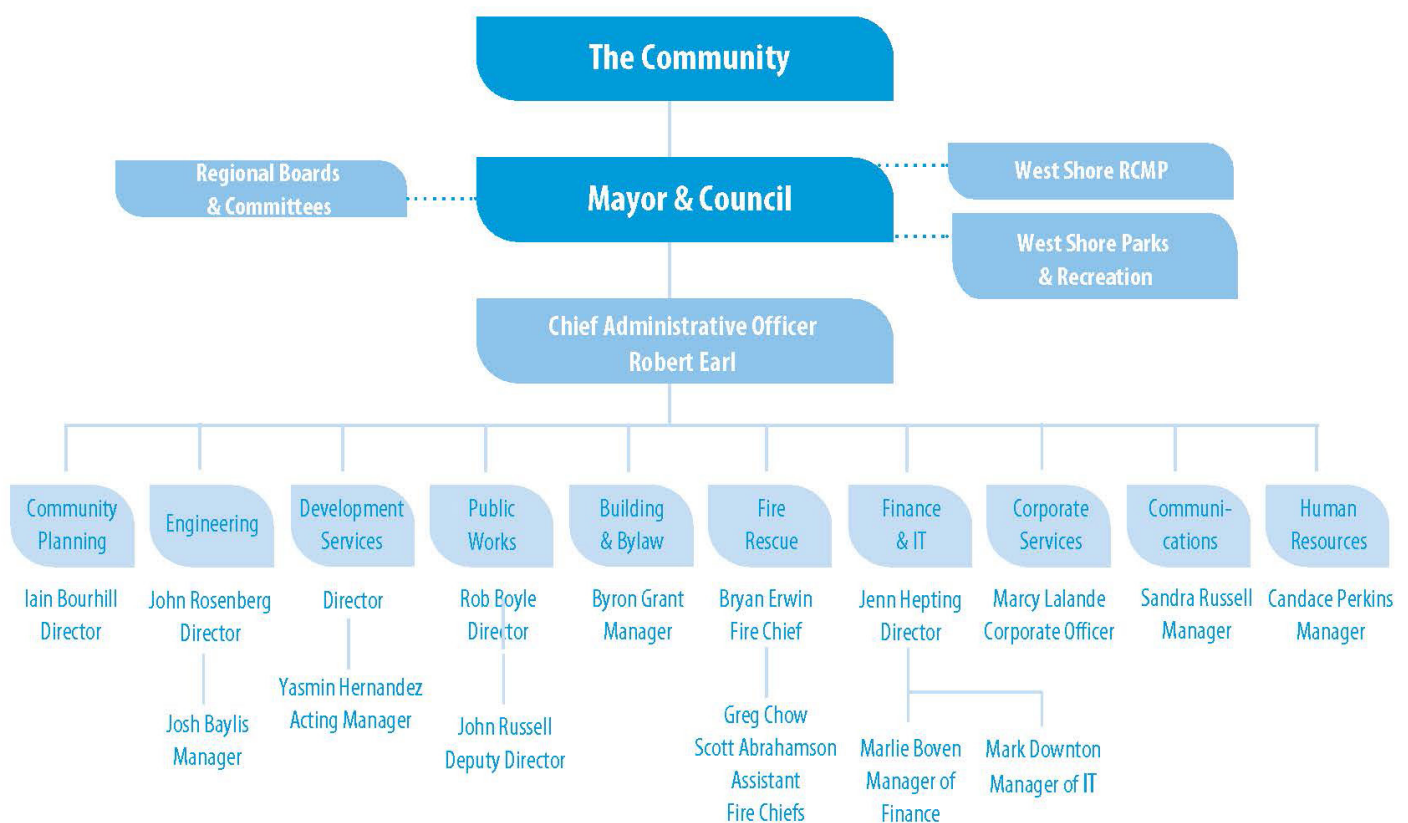 The Community
Regional Boards
& Committees
Mayor & Council
West Shore RCMP
West Shore Parks
& Recreation
Chief Administrative Officer
Robert Earl
Community
Planning
Iain Bourhill
Director
Engineering
John Rosenberg
Director
Josh Baylis
Manager
Development
Services
Director
Yasmin Hernandez
Acting Manager
Public
Works
Rob Boyle
Director
John Russell
Deputy Director
Building
& Bylaw
Byron Grant
Manager
Fire
Rescue
Bryan Erwin
Fire Chief
Greg Chow
Scott Abrahamson
Assistant
Fire Chiefs
Finance
& IT
Jenn Hepting
Director
Marlie Boven
Manager of
Finance
Mark Downton
Manager of IT
Corporate
Services
Marcy Lalande
Corporate Officer
Communi-
cations
Sandra Russell
Manager
Human
Resources
Candace Perkins
Manager